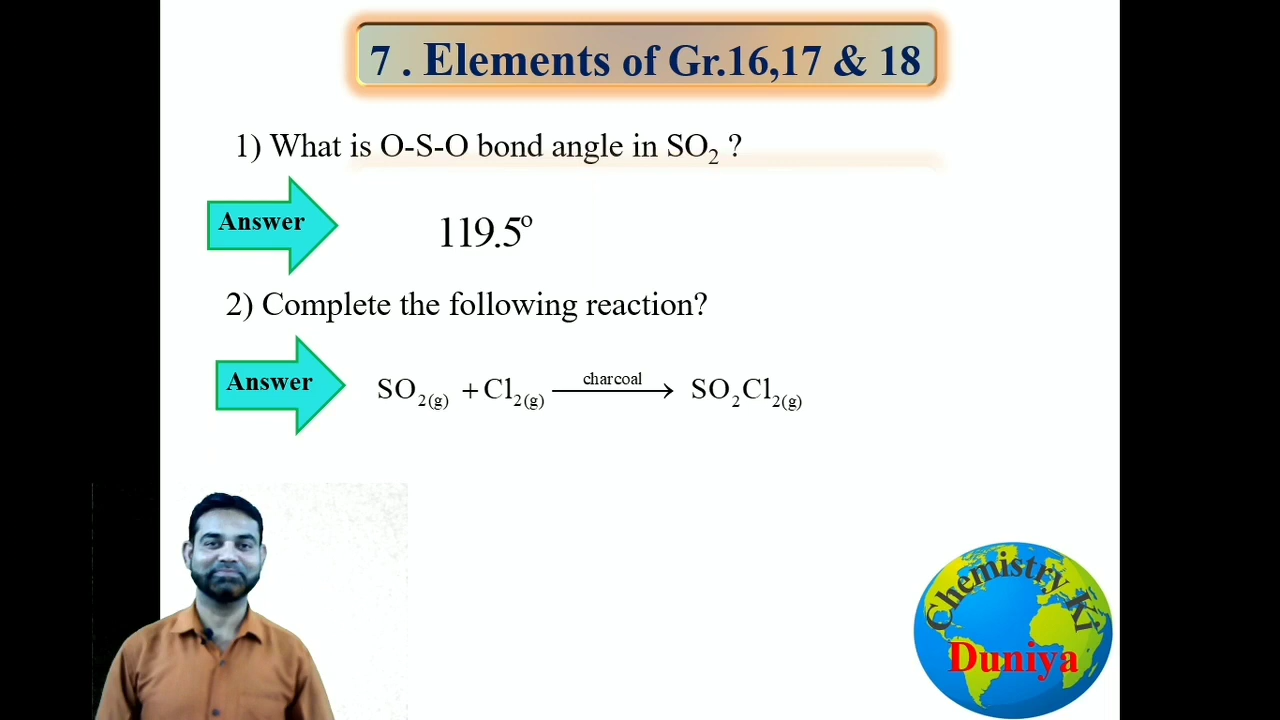 7 . Elements of Gr.16,17 & 18
1) What is O-S-O bond angle in SO₂ ?
Answer
119.5º
2) Complete the following reaction?
Answer
SO₂(g) + Cl₂(g) —charcoal→ SO₂Cl₂(g)
Chemistry Ki
Duniya